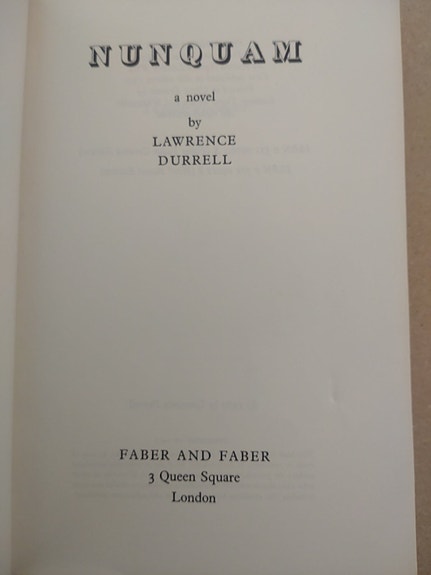 NUNQUAM
a novel
by
LAWRENCE
DURRELL
FABER AND FABER
3 Queen Square
London